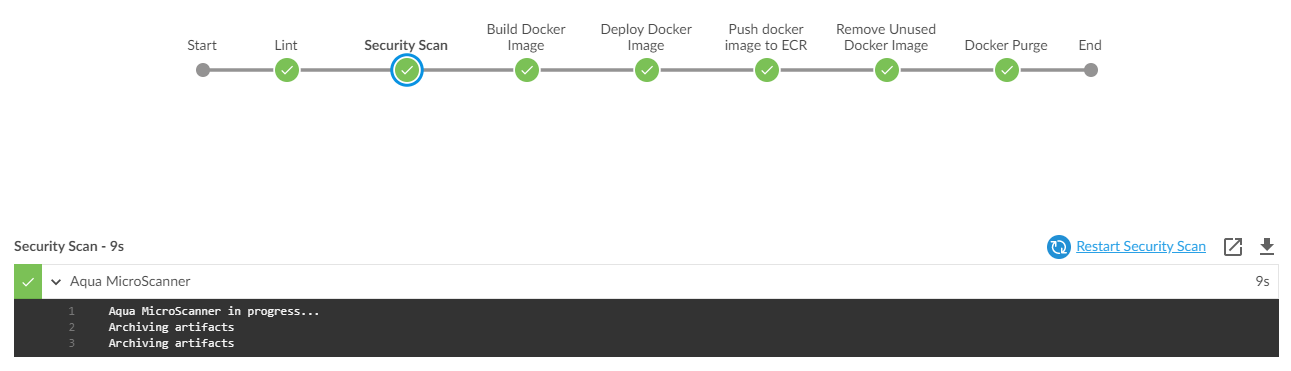 Start
Lint
Security Scan
Build Docker
Image
Deploy Docker
Image
Push docker
image to ECR
Remove Unused
Docker Image
Docker Purge
End
Security Scan - 9s
Restart Security Scan
Aqua MicroScanner
9s
1 Aqua MicroScanner in progress...
2 Archiving artifacts
3 Archiving artifacts